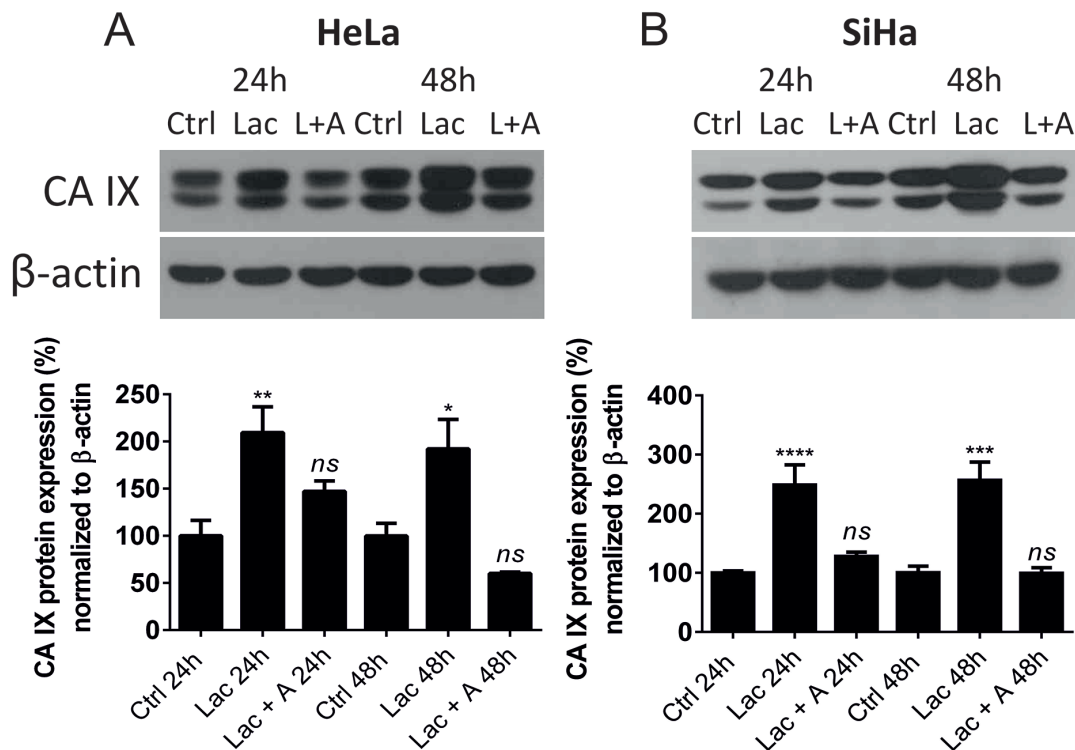 A HeLa
24h 48h
Ctrl Lac L+A Ctrl Lac L+A
CA IX
β-actin
CA IX protein expression (%)
normalized to β-actin
250
200
150
100
50
0
**
ns
*
ns
Ctrl 24h
Lac 24h
Lac + A 24h
Ctrl 48h
Lac 48h
Lac + A 48h
B SiHa
24h 48h
Ctrl Lac L+A Ctrl Lac L+A
CA IX protein expression (%)
normalized to β-actin
400
300
200
100
0
****
ns
***
ns
Ctrl 24h
Lac 24h
Lac + A 24h
Ctrl 48h
Lac 48h
Lac + A 48h